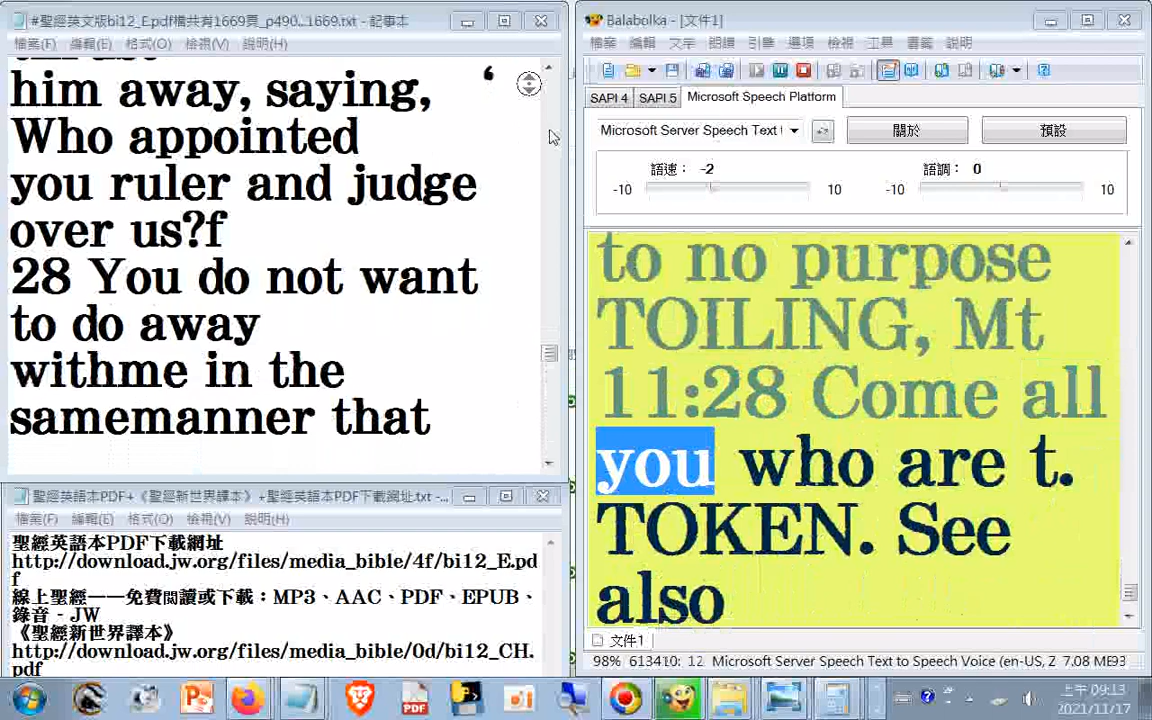 #聖經英文版bi12_E.pdf橫共有1669頁_p490...1669.txt - 記事本
檔案(F) 編輯(E) 格式(O) 檢視(V) 說明(H)
him away, saying, ‘
Who appointed
you ruler and judge
over us?f
28 You do not want
to do away
withme in the
samemanner that
聖經英語本PDF+《聖經新世界譯本》+聖經英語本PDF下載網址.txt -...
檔案(F) 編輯(E) 格式(O) 檢視(V) 說明(H)
聖經英語本PDF下載網址
http://download.jw.org/files/media_bible/4f/bi12_E.pd
f
線上聖經——免費閱讀或下載：MP3、AAC、PDF、EPUB、
錄音 - JW
《聖經新世界譯本》
http://download.jw.org/files/media_bible/0d/bi12_CH.
pdf
Balabolka - [文件1]
檔案 編輯 文字 朗讀 引擎 選項 檢視 工具 書籤 說明
SAPI 4 SAPI 5 Microsoft Speech Platform
Microsoft Server Speech Text 關於 預設
語速： -2 語調： 0
-10 10 -10 10
to no purpose
TOILING, Mt
11:28 Come all
you who are t.
TOKEN. See
also
文件1
98% 613410: 12 Microsoft Server Speech Text to Speech Voice (en-US, Z 7.08 ME93
PDF
上午 09:13
2021/11/17